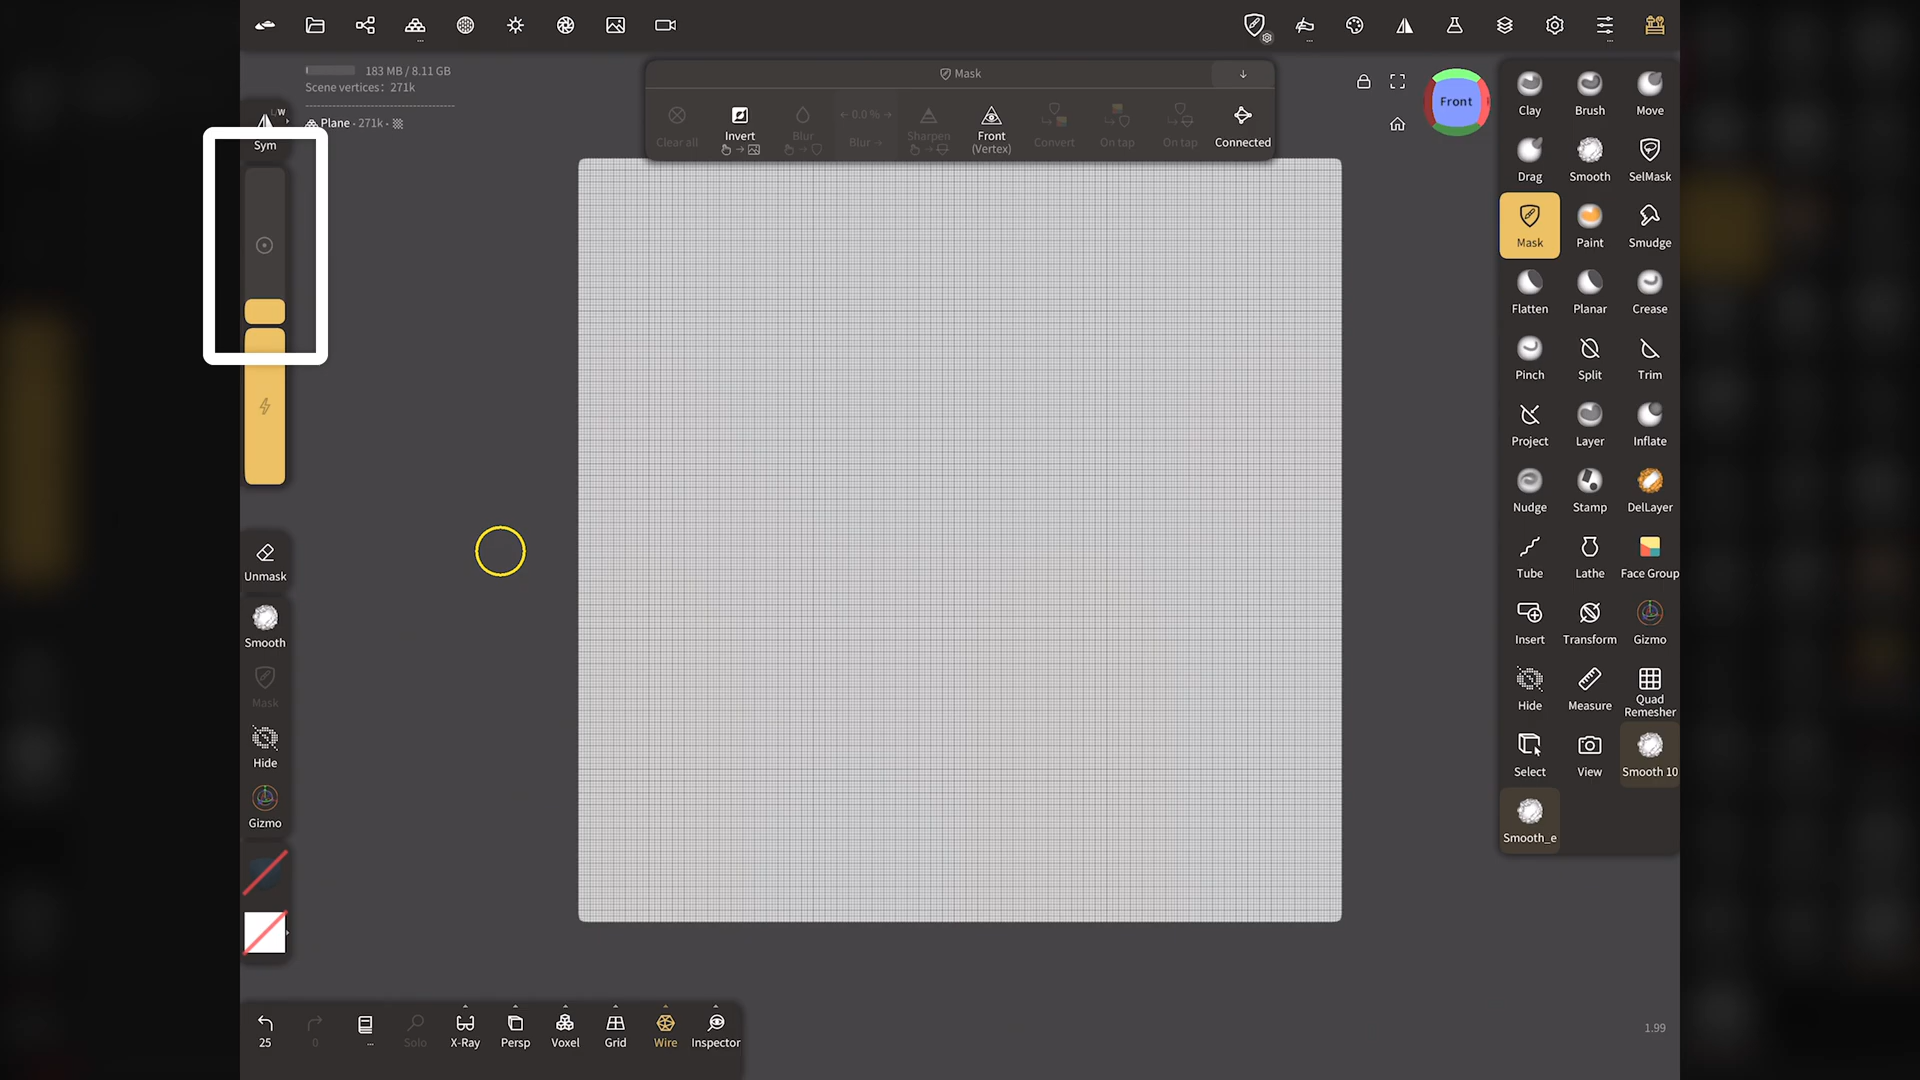 183 MB / 8.11 GB
Scene vertices: 271k
Plane • 271k •
W
Sym
Mask
Clear all
Invert
Blur
← 0.0 % →
Blur →
Sharpen
Front
(Vertex)
Convert
On tap
On tap
Connected
Front
Clay
Brush
Move
Drag
Smooth
SelMask
Mask
Paint
Smudge
Flatten
Planar
Crease
Pinch
Split
Trim
Project
Layer
Inflate
Nudge
Stamp
DelLayer
Tube
Lathe
Face Group
Insert
Transform
Gizmo
Hide
Measure
Quad
Remesher
Select
View
Smooth 10
Smooth_e
Unmask
Smooth
Mask
Hide
Gizmo
25
0
...
Solo
X-Ray
Persp
Voxel
Grid
Wire
Inspector
1.99